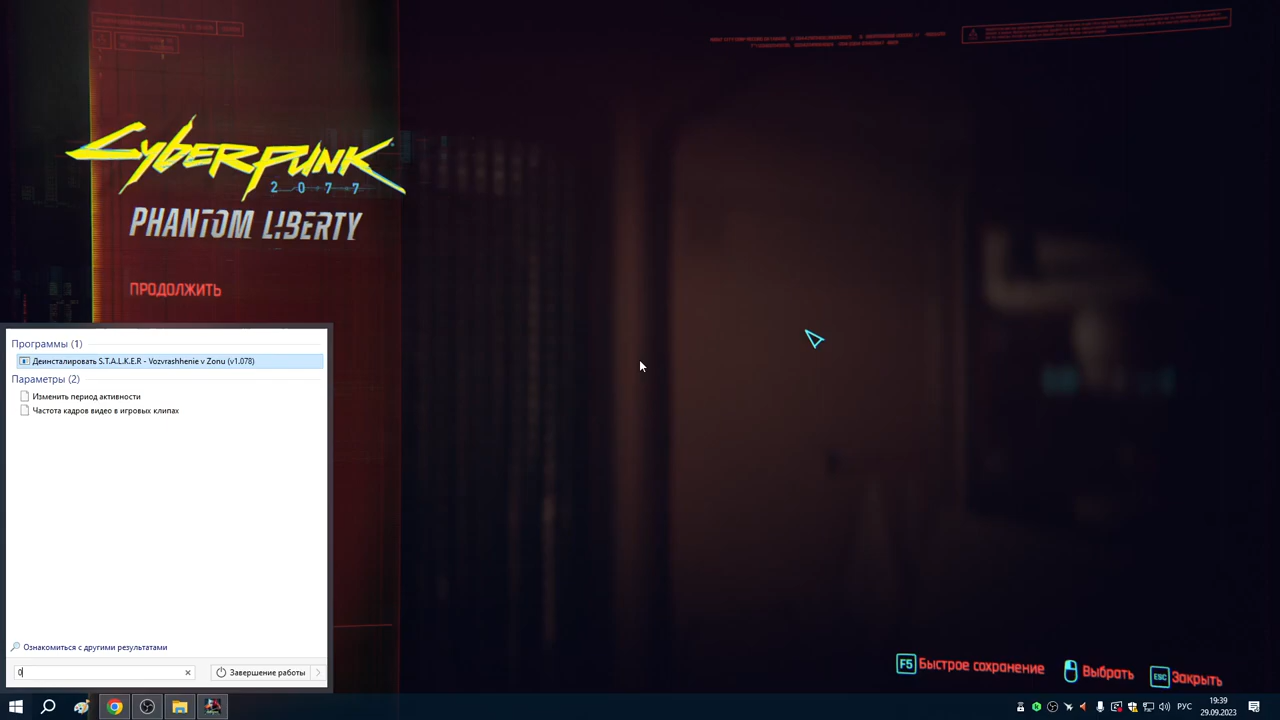 CYBERPUNK
2077
PHANTOM LIBERTY
ПРОДОЛЖИТЬ
Программы (1)
Деинсталировать S.T.A.L.K.E.R - Vozvrashhenie v Zonu (v1.078)
Параметры (2)
Изменить период активности
Частота кадров видео в игровых клипах
Ознакомиться с другими результатами
0
Завершение работы
F5 Быстрое сохранение
Выбрать
ESC Закрыть
РУС
19:39
29.09.2023